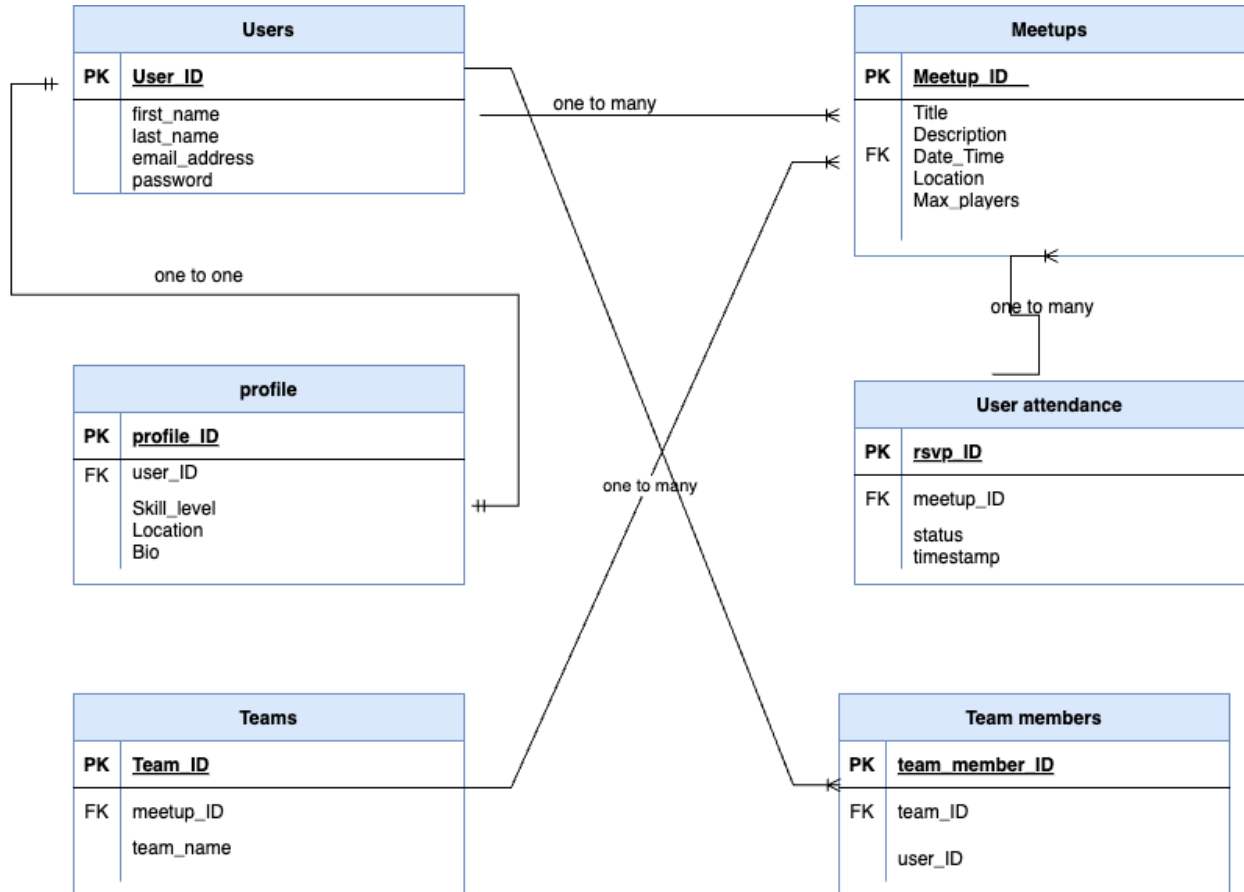 Users
PK User_ID
first_name
last_name
email_address
password
Meetups
PK Meetup_ID
Title
Description
FK Date_Time
Location
Max_players
one to many
one to one
one to many
profile
PK profile_ID
FK user_ID
Skill_level
Location
Bio
User attendance
PK rsvp_ID
FK meetup_ID
status
timestamp
one to many
Teams
PK Team_ID
FK meetup_ID
team_name
Team members
PK team_member_ID
FK team_ID
user_ID